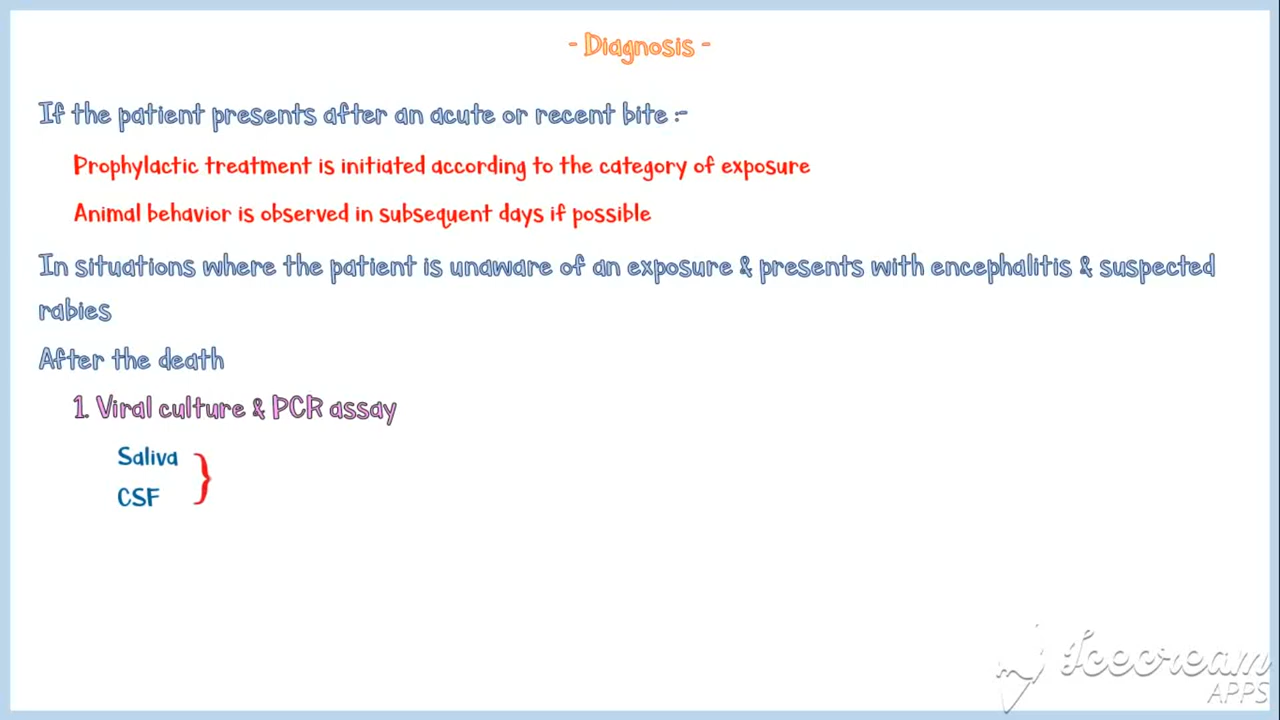 - Diagnosis -
If the patient presents after an acute or recent bite :-
Prophylactic treatment is initiated according to the category of exposure
Animal behavior is observed in subsequent days if possible
In situations where the patient is unaware of an exposure & presents with encephalitis & suspected
rabies
After the death
1. Viral culture & PCR assay
Saliva
CSF
}
Icecream
APPS